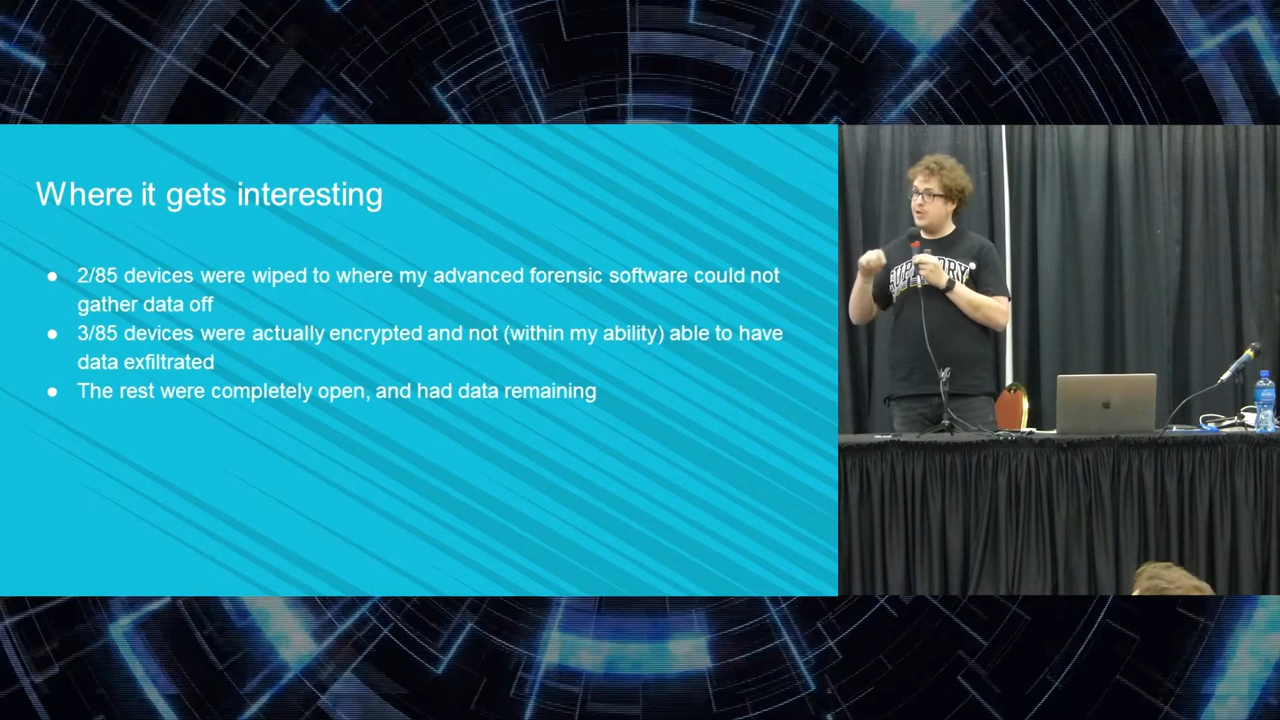 Where it gets interesting
● 2/85 devices were wiped to where my advanced forensic software could not
gather data off
● 3/85 devices were actually encrypted and not (within my ability) able to have
data exfiltrated
● The rest were completely open, and had data remaining